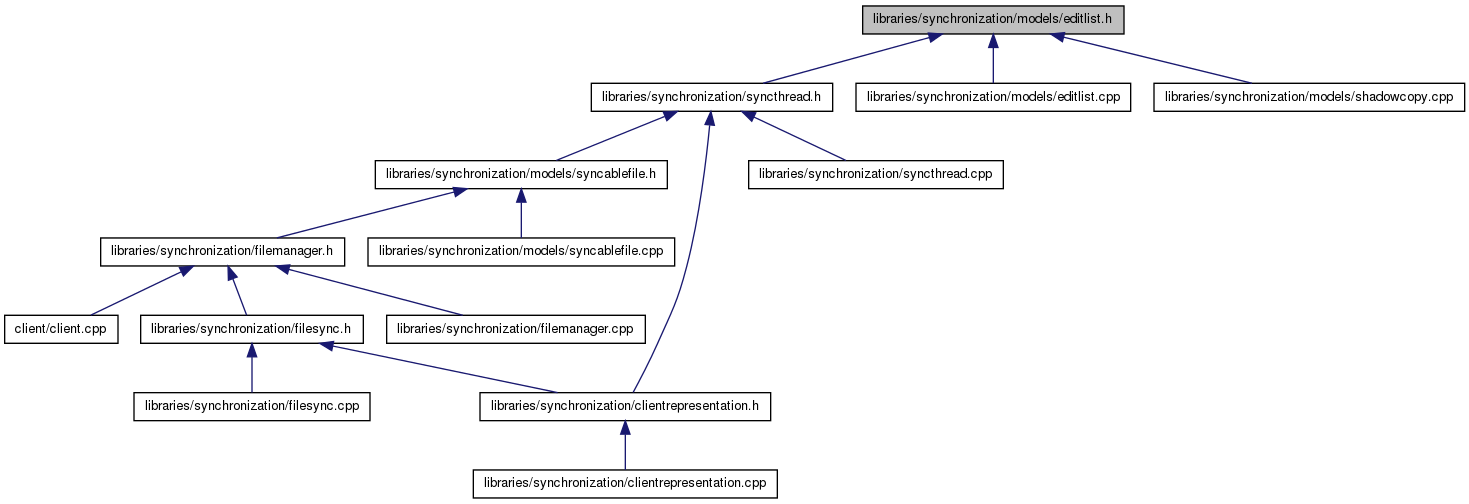 libraries/synchronization/models/editlist.h
libraries/synchronization/syncthread.h
libraries/synchronization/models/editlist.cpp
libraries/synchronization/models/shadowcopy.cpp
libraries/synchronization/models/syncablefile.h
libraries/synchronization/syncthread.cpp
libraries/synchronization/filemanager.h
libraries/synchronization/models/syncablefile.cpp
client/client.cpp
libraries/synchronization/filesync.h
libraries/synchronization/filemanager.cpp
libraries/synchronization/filesync.cpp
libraries/synchronization/clientrepresentation.h
libraries/synchronization/clientrepresentation.cpp